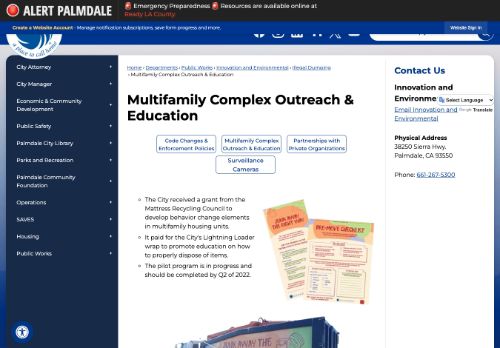 ALERT PALMDALE
🚨 Emergency Preparedness 🚨 Resources are available online at
Ready LA County.
Create a Website Account - Manage notification subscriptions, save form progress and more.
Website Sign In
a place to call home
City Attorney +
City Manager +
Economic & Community
Development +
Public Safety +
Palmdale City Library +
Parks and Recreation +
Palmdale Community
Foundation +
Operations +
SAVES +
Housing +
Public Works +
Home › Departments › Public Works › Innovation and Environmental › Illegal Dumping
› Multifamily Complex Outreach & Education
Multifamily Complex Outreach &
Education
Code Changes &
Enforcement Policies
Multifamily Complex
Outreach & Education
Partnerships with
Private Organizations
Surveillance
Cameras
The City received a grant from the
Mattress Recycling Council to
develop behavior change elements
in multifamily housing units.
It paid for the City's Lightning Loader
wrap to promote education on how
to properly dispose of items.
The pilot program is in progress and
should be completed by Q2 of 2022.
PRE-MOVE CHECKLIST
Contact Us
Innovation and
Environme
Select Language
Email Innovation and
Environmental
Google Translate
Physical Address
38250 Sierra Hwy.
Palmdale, CA 93550
Phone: 661-267-5300